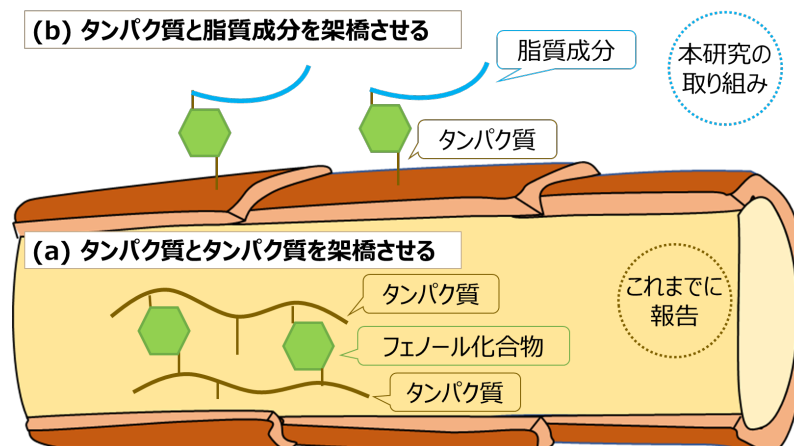 (b) タンパク質と脂質成分を架橋させる
脂質成分
本研究の
取り組み
タンパク質
(a) タンパク質とタンパク質を架橋させる
タンパク質
これまでに
報告
フェノール化合物
タンパク質